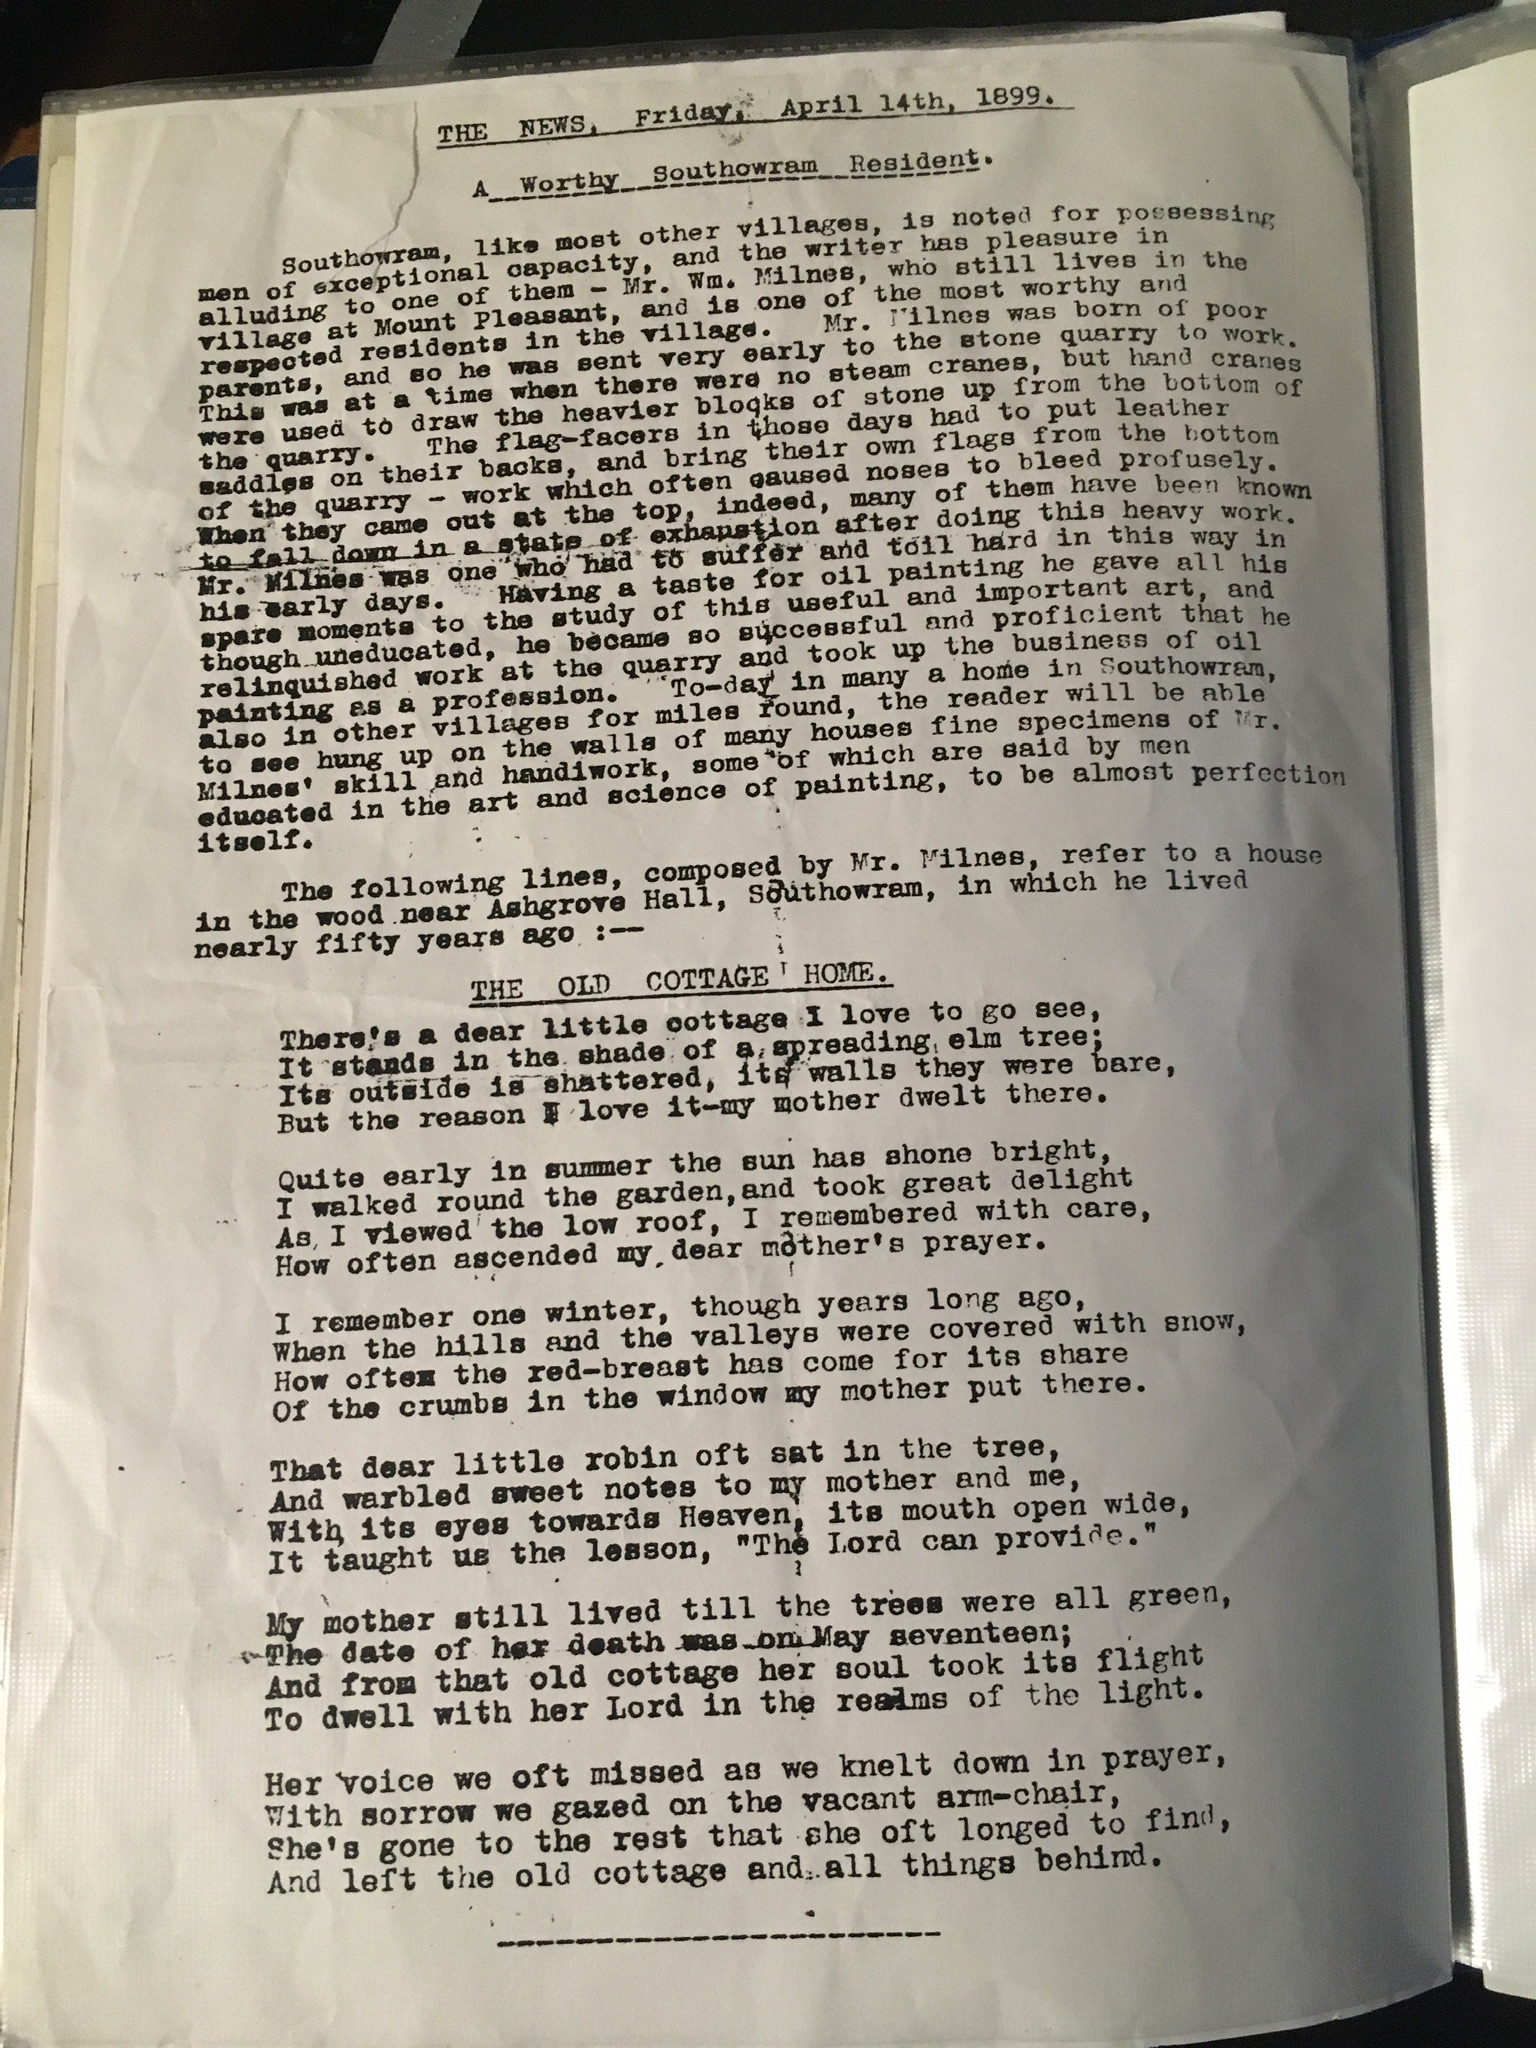 THE NEWS, Friday, April 14th, 1899.
A Worthy Southowram Resident.
Southowram, like most other villages, is noted for possessing
men of exceptional capacity, and the writer has pleasure in
alluding to one of them - Mr. Wm. Milnes, who still lives in the
village at Mount Pleasant, and is one of the most worthy and
respected residents in the village. Mr. Milnes was born of poor
parents, and so he was sent very early to the stone quarry to work.
This was at a time when there were no steam cranes, but hand cranes
were used to draw the heavier blocks of stone up from the bottom of
the quarry. The flag-facers in those days had to put leather
saddles on their backs, and bring their own flags from the bottom
of the quarry - work which often caused noses to bleed profusely.
When they came out at the top, indeed, many of them have been known
to fall down in a state of exhaustion after doing this heavy work.
Mr. Milnes was one who had to suffer and toil hard in this way in
his early days. Having a taste for oil painting he gave all his
spare moments to the study of this useful and important art, and
though uneducated, he became so successful and proficient that he
relinquished work at the quarry and took up the business of oil
painting as a profession. To-day in many a home in Southowram,
also in other villages for miles round, the reader will be able
to see hung up on the walls of many houses fine specimens of Mr.
Milnes' skill and handiwork, some of which are said by men
educated in the art and science of painting, to be almost perfection
itself.
The following lines, composed by Mr. Milnes, refer to a house
in the wood near Ashgrove Hall, Southowram, in which he lived
nearly fifty years ago :--
THE OLD COTTAGE HOME.
There's a dear little cottage I love to go see,
It stands in the shade of a spreading elm tree;
Its outside is shattered, its walls they were bare,
But the reason I love it-my mother dwelt there.
Quite early in summer the sun has shone bright,
I walked round the garden,and took great delight
As I viewed the low roof, I remembered with care,
How often ascended my dear mother's prayer.
I remember one winter, though years long ago,
When the hills and the valleys were covered with snow,
How often the red-breast has come for its share
Of the crumbs in the window my mother put there.
That dear little robin oft sat in the tree,
And warbled sweet notes to my mother and me,
With its eyes towards Heaven, its mouth open wide,
It taught us the lesson, "The Lord can provide."
My mother still lived till the trees were all green,
The date of her death was on May seventeen;
And from that old cottage her soul took its flight
To dwell with her Lord in the realms of the light.
Her voice we oft missed as we knelt down in prayer,
With sorrow we gazed on the vacant arm-chair,
She's gone to the rest that she oft longed to find,
And left the old cottage and all things behind.